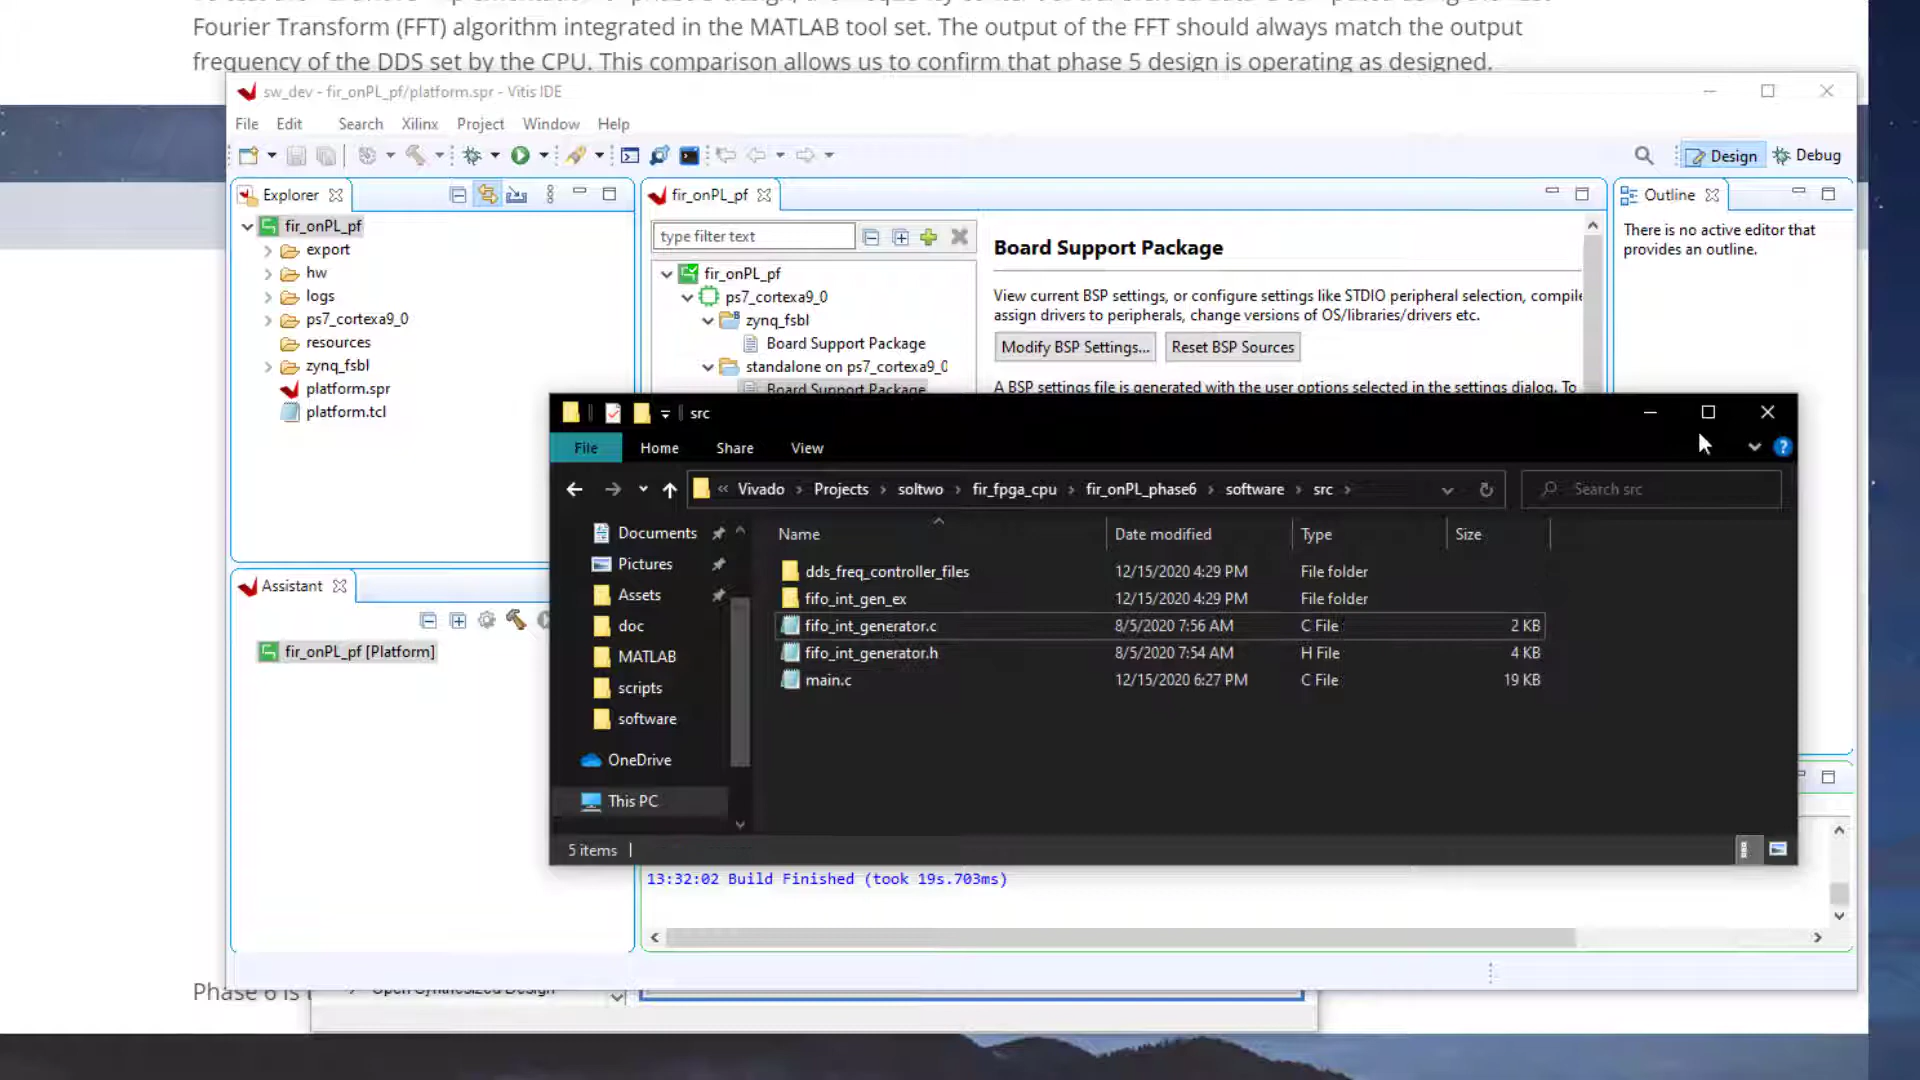 Fourier Transform (FFT) algorithm integrated in the MATLAB tool set. The output of the FFT should always match the output
frequency of the DDS set by the CPU. This comparison allows us to confirm that phase 5 design is operating as designed.
sw_dev - fir_onPL_pf/platform.spr - Vitis IDE
File Edit Search Xilinx Project Window Help
Design Debug
Explorer
fir_onPL_pf
export
hw
logs
ps7_cortexa9_0
resources
zynq_fsbl
platform.spr
platform.tcl
Assistant
fir_onPL_pf [Platform]
fir_onPL_pf
type filter text
fir_onPL_pf
ps7_cortexa9_0
zynq_fsbl
Board Support Package
standalone on ps7_cortexa9_0
Board Support Package
Board Support Package
View current BSP settings, or configure settings like STDIO peripheral selection, compile
assign drivers to peripherals, change versions of OS/libraries/drivers etc.
Modify BSP Settings... Reset BSP Sources
A BSP settings file is generated with the user options selected in the settings dialog. To
Outline
There is no active editor that
provides an outline.
src
File Home Share View
« Vivado › Projects › soltwo › fir_fpga_cpu › fir_onPL_phase6 › software › src ›
Search src
Documents
Pictures
Assets
doc
MATLAB
scripts
software
OneDrive
This PC
Name Date modified Type Size
dds_freq_controller_files 12/15/2020 4:29 PM File folder
fifo_int_gen_ex 12/15/2020 4:29 PM File folder
fifo_int_generator.c 8/5/2020 7:56 AM C File 2 KB
fifo_int_generator.h 8/5/2020 7:54 AM H File 4 KB
main.c 12/15/2020 6:27 PM C File 19 KB
5 items
13:32:02 Build Finished (took 19s.703ms)
Phase 6 is
Open Synthesized Design